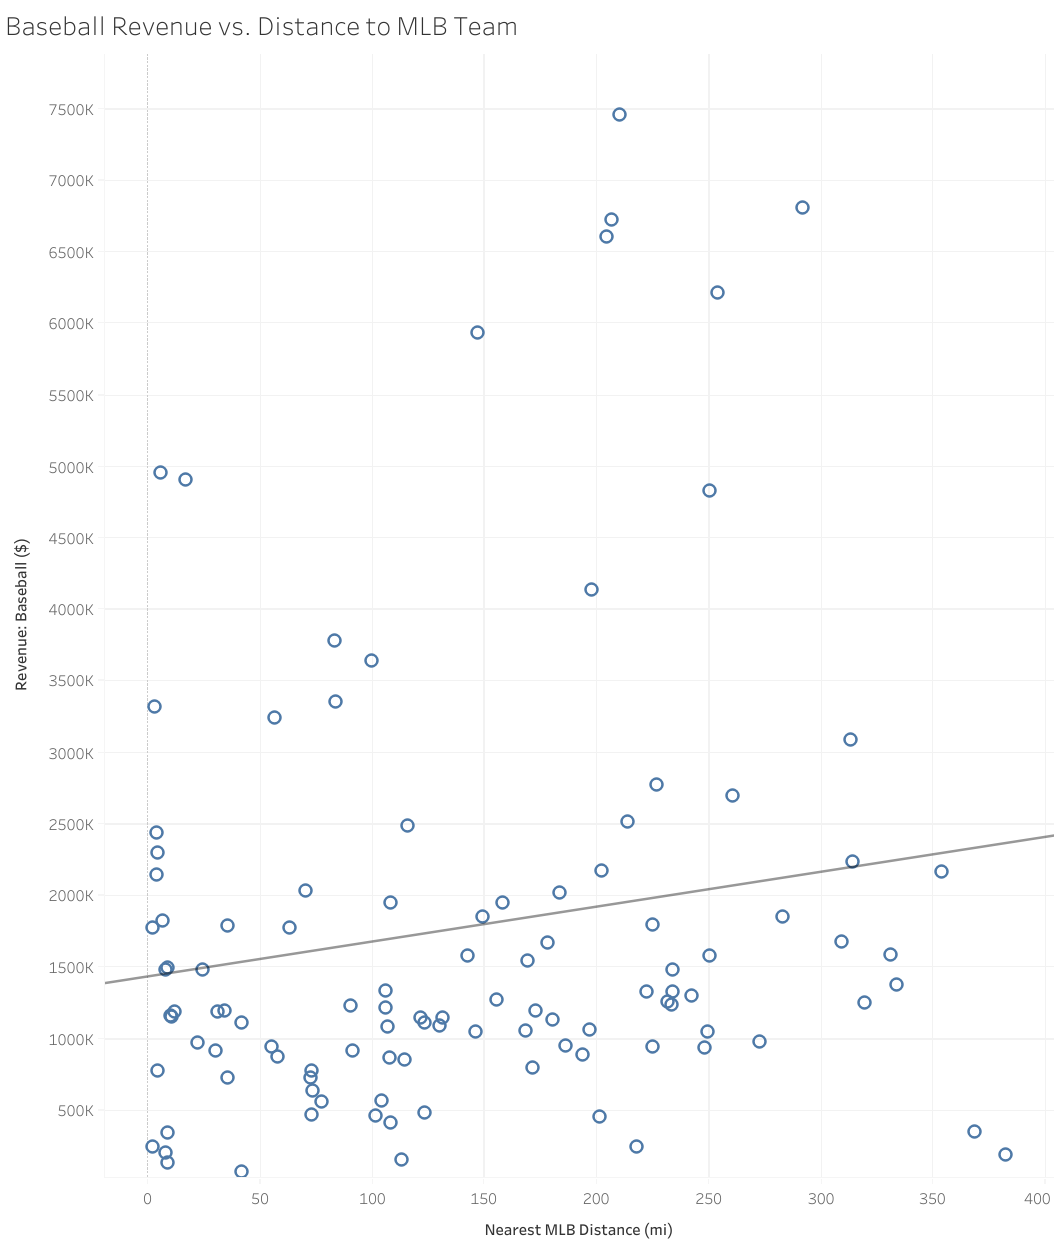 Baseball Revenue vs. Distance to MLB Team
7500K
7000K
6500K
6000K
5500K
5000K
4500K
4000K
3500K
3000K
2500K
2000K
1500K
1000K
500K
Revenue: Baseball ($)
0 50 100 150 200 250 300 350 400
Nearest MLB Distance (mi)